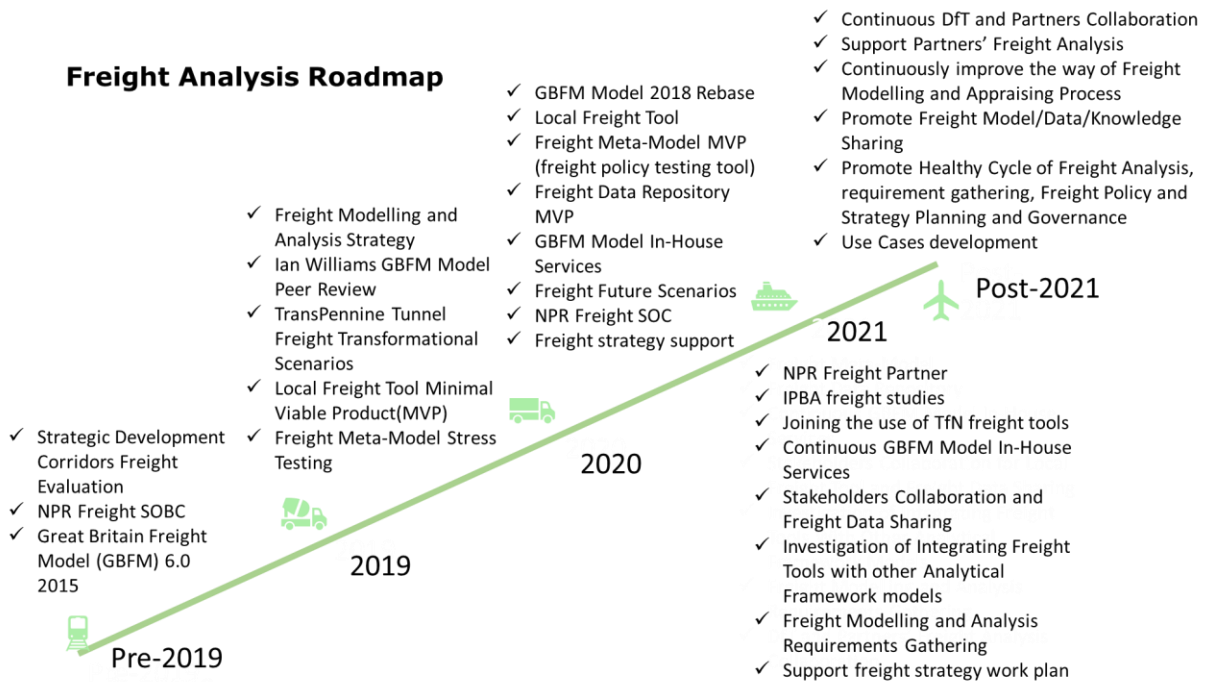 Freight Analysis Roadmap
✓ Strategic Development
Corridors Freight
Evaluation
✓ NPR Freight SOBC
✓ Great Britain Freight
Model (GBFM) 6.0
2015
Pre-2019
✓ Freight Modelling and
Analysis Strategy
✓ Ian Williams GBFM Model
Peer Review
✓ TransPennine Tunnel
Freight Transformational
Scenarios
✓ Local Freight Tool Minimal
Viable Product(MVP)
✓ Freight Meta-Model Stress
Testing
2019
✓ GBFM Model 2018 Rebase
✓ Local Freight Tool
✓ Freight Meta-Model MVP
(freight policy testing tool)
✓ Freight Data Repository
MVP
✓ GBFM Model In-House
Services
✓ Freight Future Scenarios
✓ NPR Freight SOC
✓ Freight strategy support
2020
2021
✓ NPR Freight Partner
✓ IPBA freight studies
✓ Joining the use of TfN freight tools
✓ Continuous GBFM Model In-House
Services
✓ Stakeholders Collaboration and
Freight Data Sharing
✓ Investigation of Integrating Freight
Tools with other Analytical
Framework models
✓ Freight Modelling and Analysis
Requirements Gathering
✓ Support freight strategy work plan
✓ Continuous DfT and Partners Collaboration
✓ Support Partners' Freight Analysis
✓ Continuously improve the way of Freight
Modelling and Appraising Process
✓ Promote Freight Model/Data/Knowledge
Sharing
✓ Promote Healthy Cycle of Freight Analysis,
requirement gathering, Freight Policy and
Strategy Planning and Governance
✓ Use Cases development
Post-2021